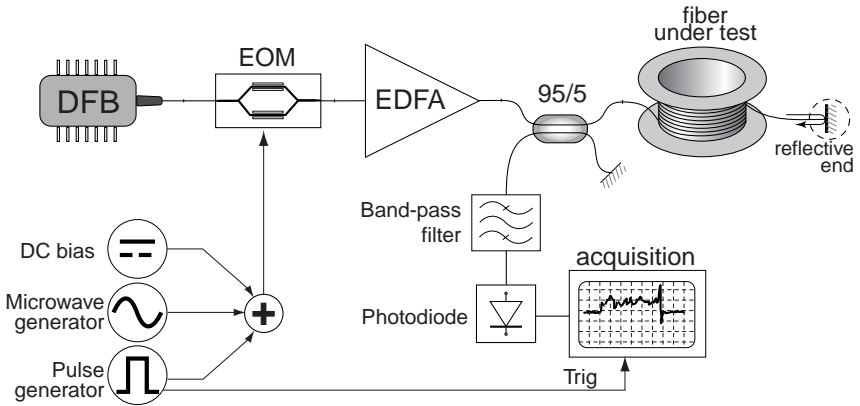 fiber
under test
EOM
DFB
EDFA
95/5
reflective
end
Band-pass
filter
DC bias
acquisition
Microwave
generator
Photodiode
Pulse
generator
Trig